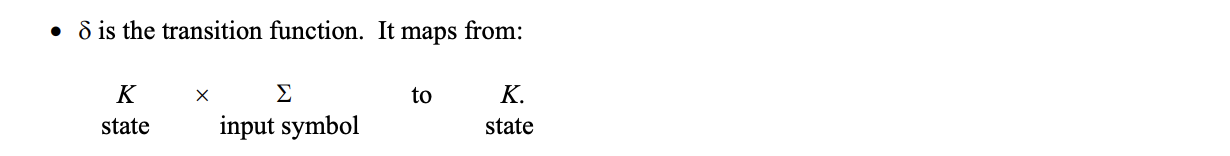 • δ is the transition function. It maps from:
K × Σ to K.
state input symbol state